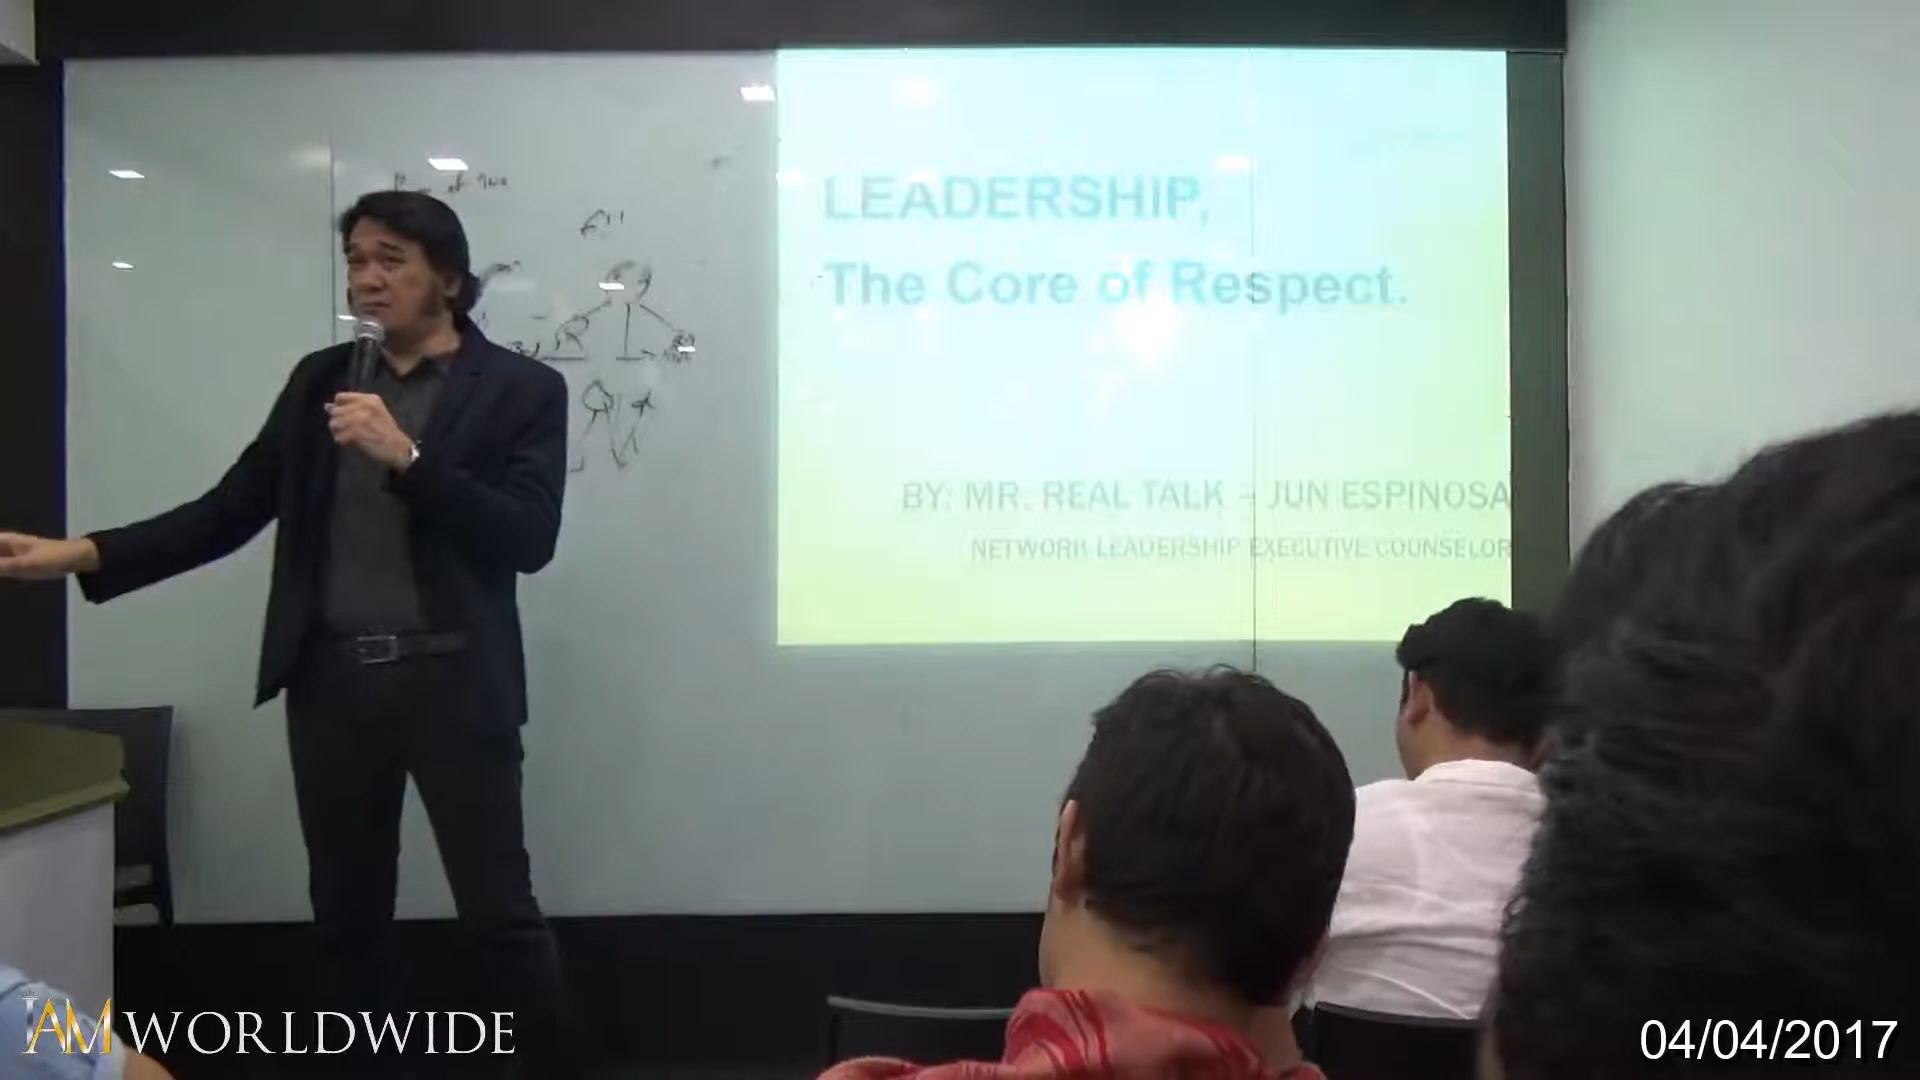 LEADERSHIP,
The Core of Respect.
BY: MR. REAL TALK – JUN ESPINOSA
NETWORK LEADERSHIP EXECUTIVE COUNSELOR
IAM WORLDWIDE
04/04/2017